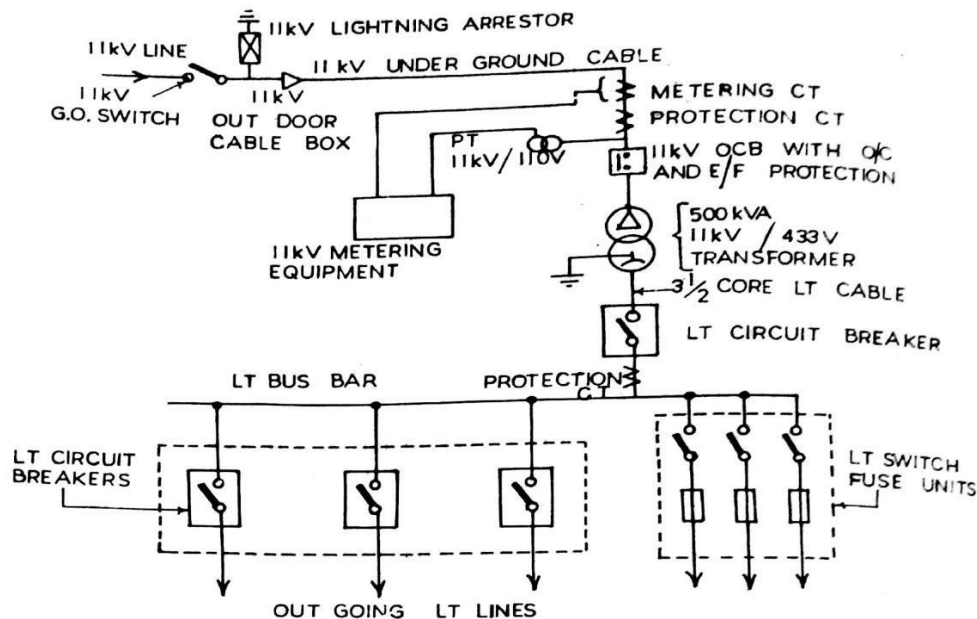 11kV LIGHTNING ARRESTOR
11kV LINE
11kV UNDER GROUND CABLE
11kV
G.O. SWITCH
11kV
OUT DOOR
CABLE BOX
METERING CT
PROTECTION CT
PT
11kV/110V
11kV OCB WITH O/C
AND E/F PROTECTION
11kV METERING
EQUIPMENT
500 kVA
11kV / 433V
TRANSFORMER
3 1/2 CORE LT CABLE
LT CIRCUIT BREAKER
LT BUS BAR
PROTECTION
CT
LT CIRCUIT
BREAKERS
LT SWITCH
FUSE UNITS
OUT GOING LT LINES